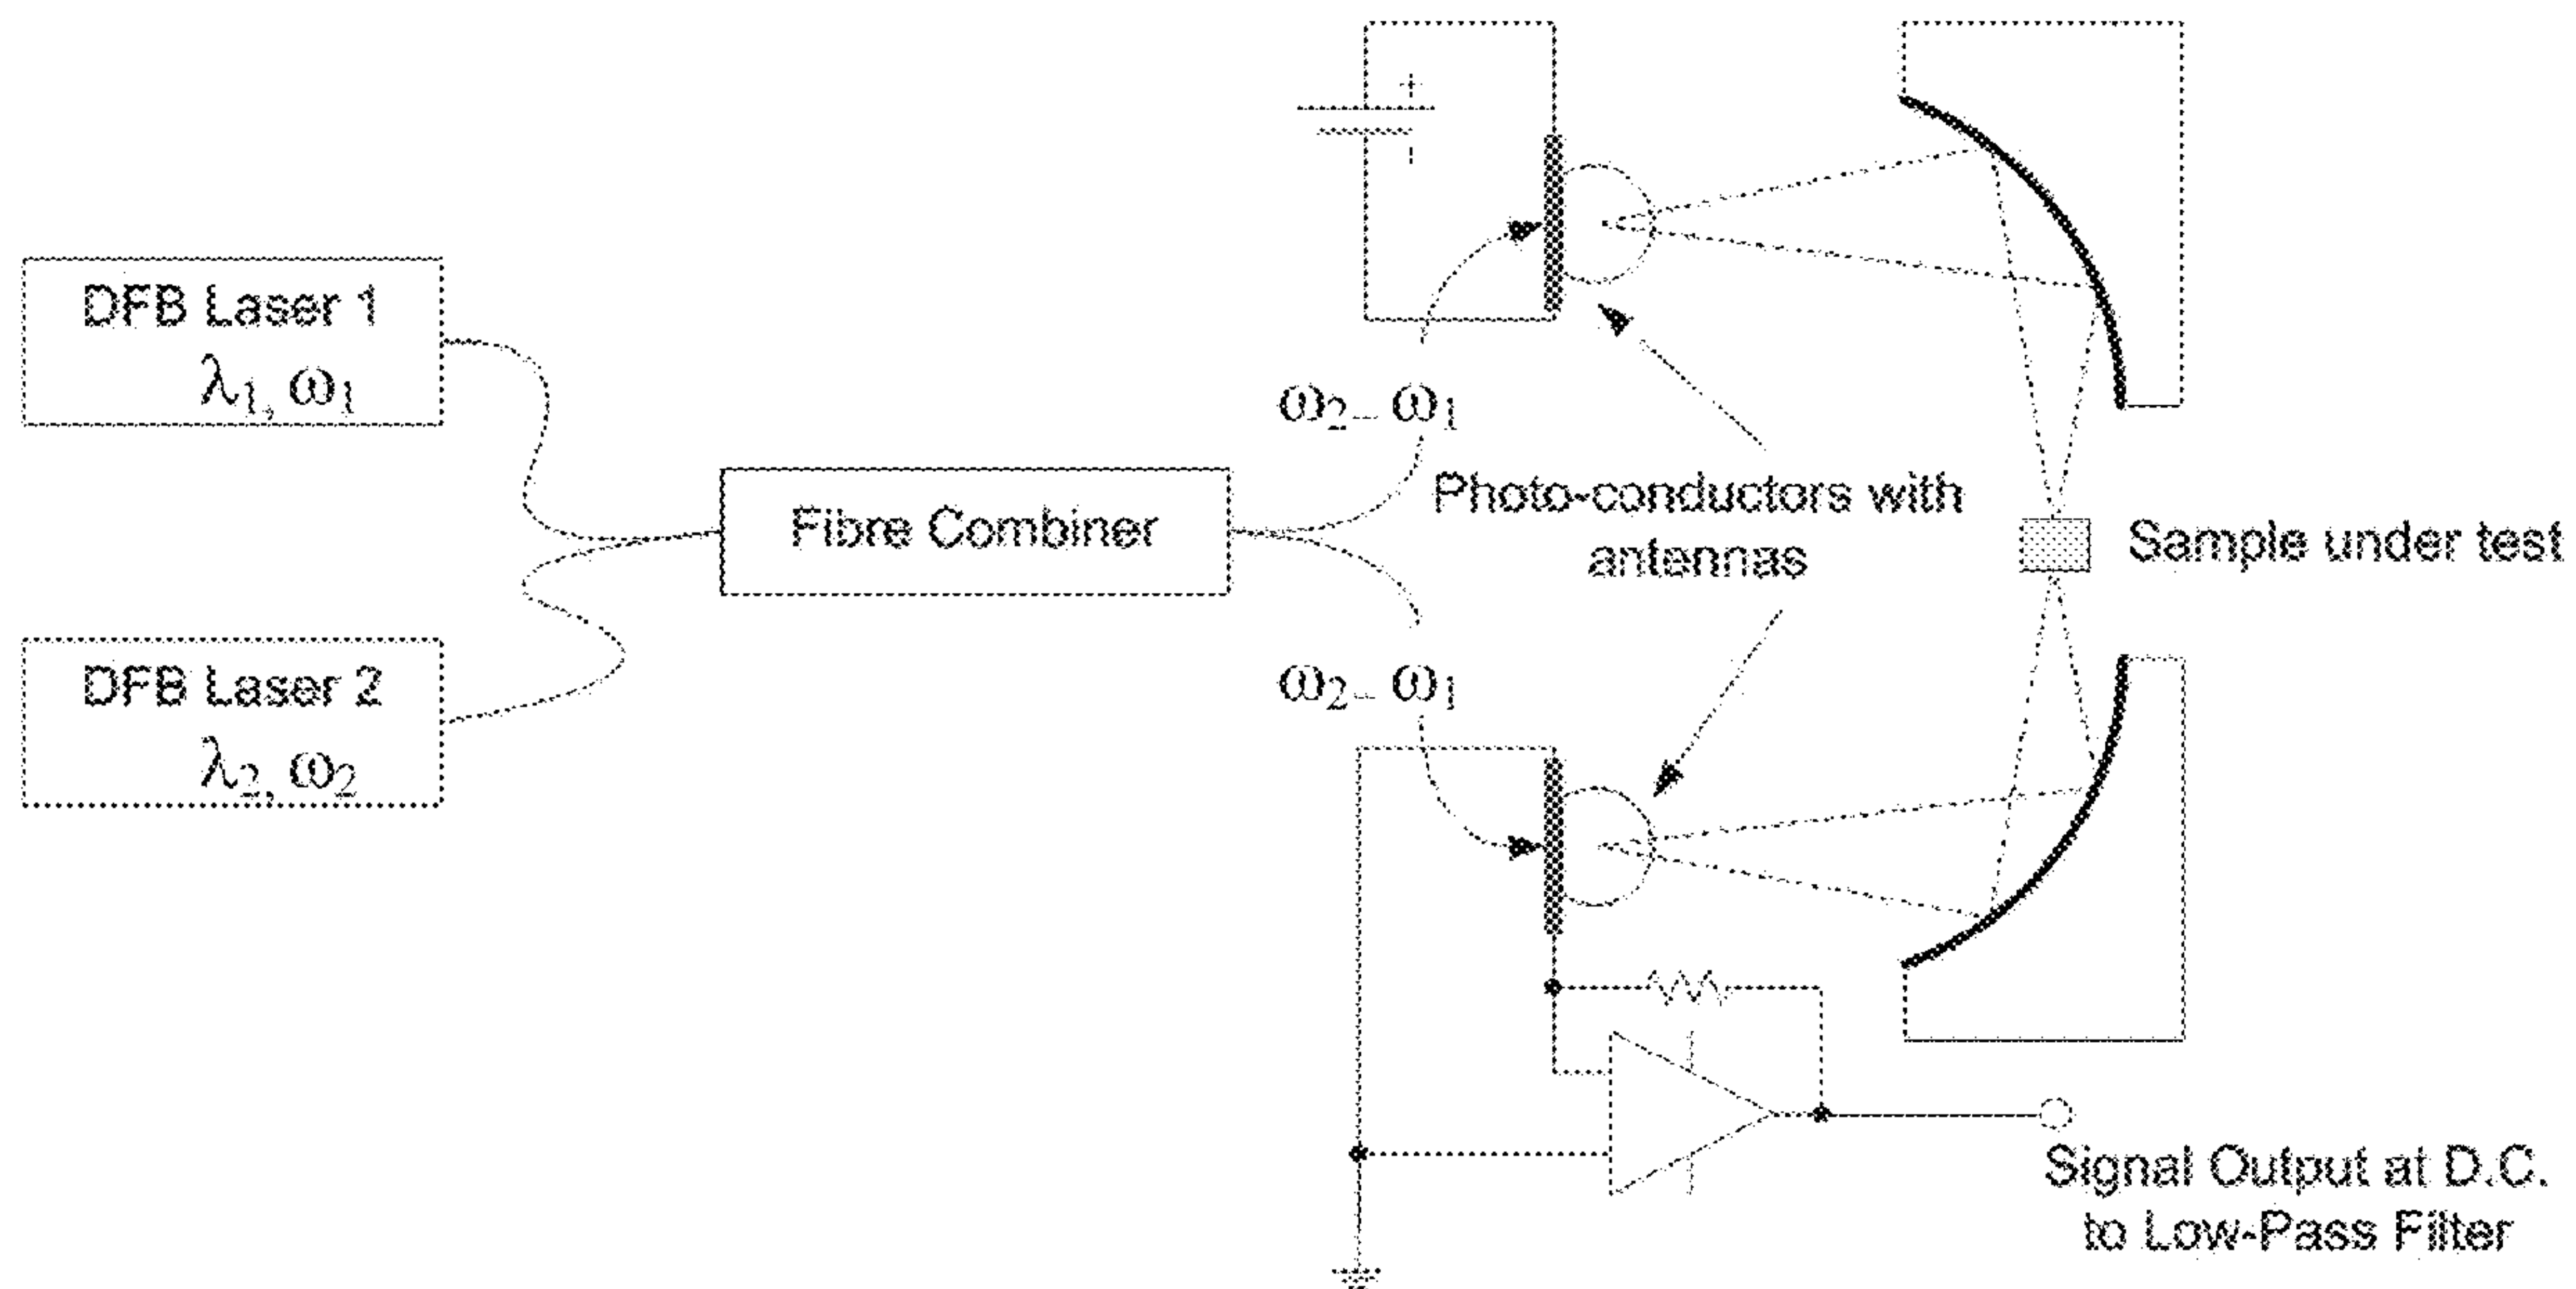 +
DFB Laser 1
λ₁, ω₁
ω₂₋ ω₁
Photo-conductors with
antennas
Fibre Combiner
Sample under test
DFB Laser 2
λ₂, ω₂
ω₂₋ ω₁
Signal Output at D.C.
to Low-Pass Filter